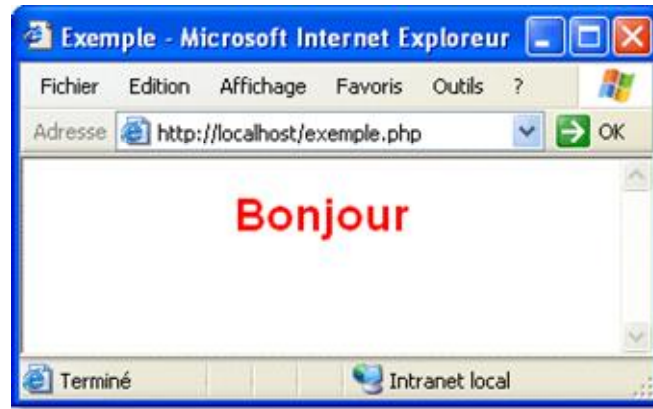 Exemple - Microsoft Internet Exploreur
Fichier Edition Affichage Favoris Outils ?
Adresse http://localhost/exemple.php OK
Bonjour
Terminé Intranet local